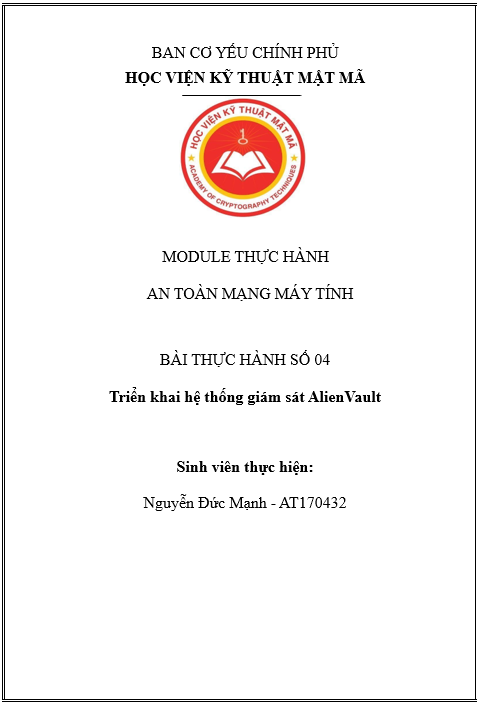 BAN CƠ YẾU CHÍNH PHỦ
HỌC VIỆN KỸ THUẬT MẬT MÃ
HỌC VIỆN KỸ THUẬT MẬT MÃ
ACADEMY OF CRYPTOGRAPHY TECHNIQUES
MODULE THỰC HÀNH
AN TOÀN MẠNG MÁY TÍNH
BÀI THỰC HÀNH SỐ 04
Triển khai hệ thống giám sát AlienVault
Sinh viên thực hiện:
Nguyễn Đức Mạnh - AT170432